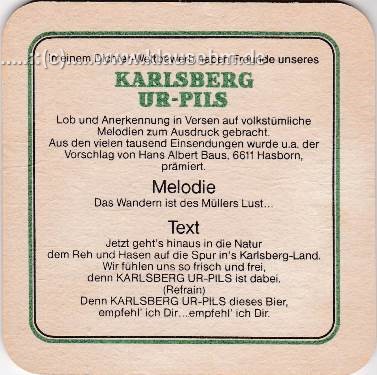 In einem Dichter-Wettbewerb haben Freunde unseres
KARLSBERG
UR-PILS
Lob und Anerkennung in Versen auf volkstümliche
Melodien zum Ausdruck gebracht.
Aus den vielen tausend Einsendungen wurde u.a. der
Vorschlag von Hans Albert Baus, 6611 Hasborn,
prämiert.
Melodie
Das Wandern ist des Müllers Lust...
Text
Jetzt geht's hinaus in die Natur
dem Reh und Hasen auf die Spur in's Karlsberg-Land.
Wir fühlen uns so frisch und frei,
denn KARLSBERG UR-PILS ist dabei.
(Refrain)
Denn KARLSBERG UR-PILS dieses Bier,
empfehl' ich Dir...empfehl' ich Dir.